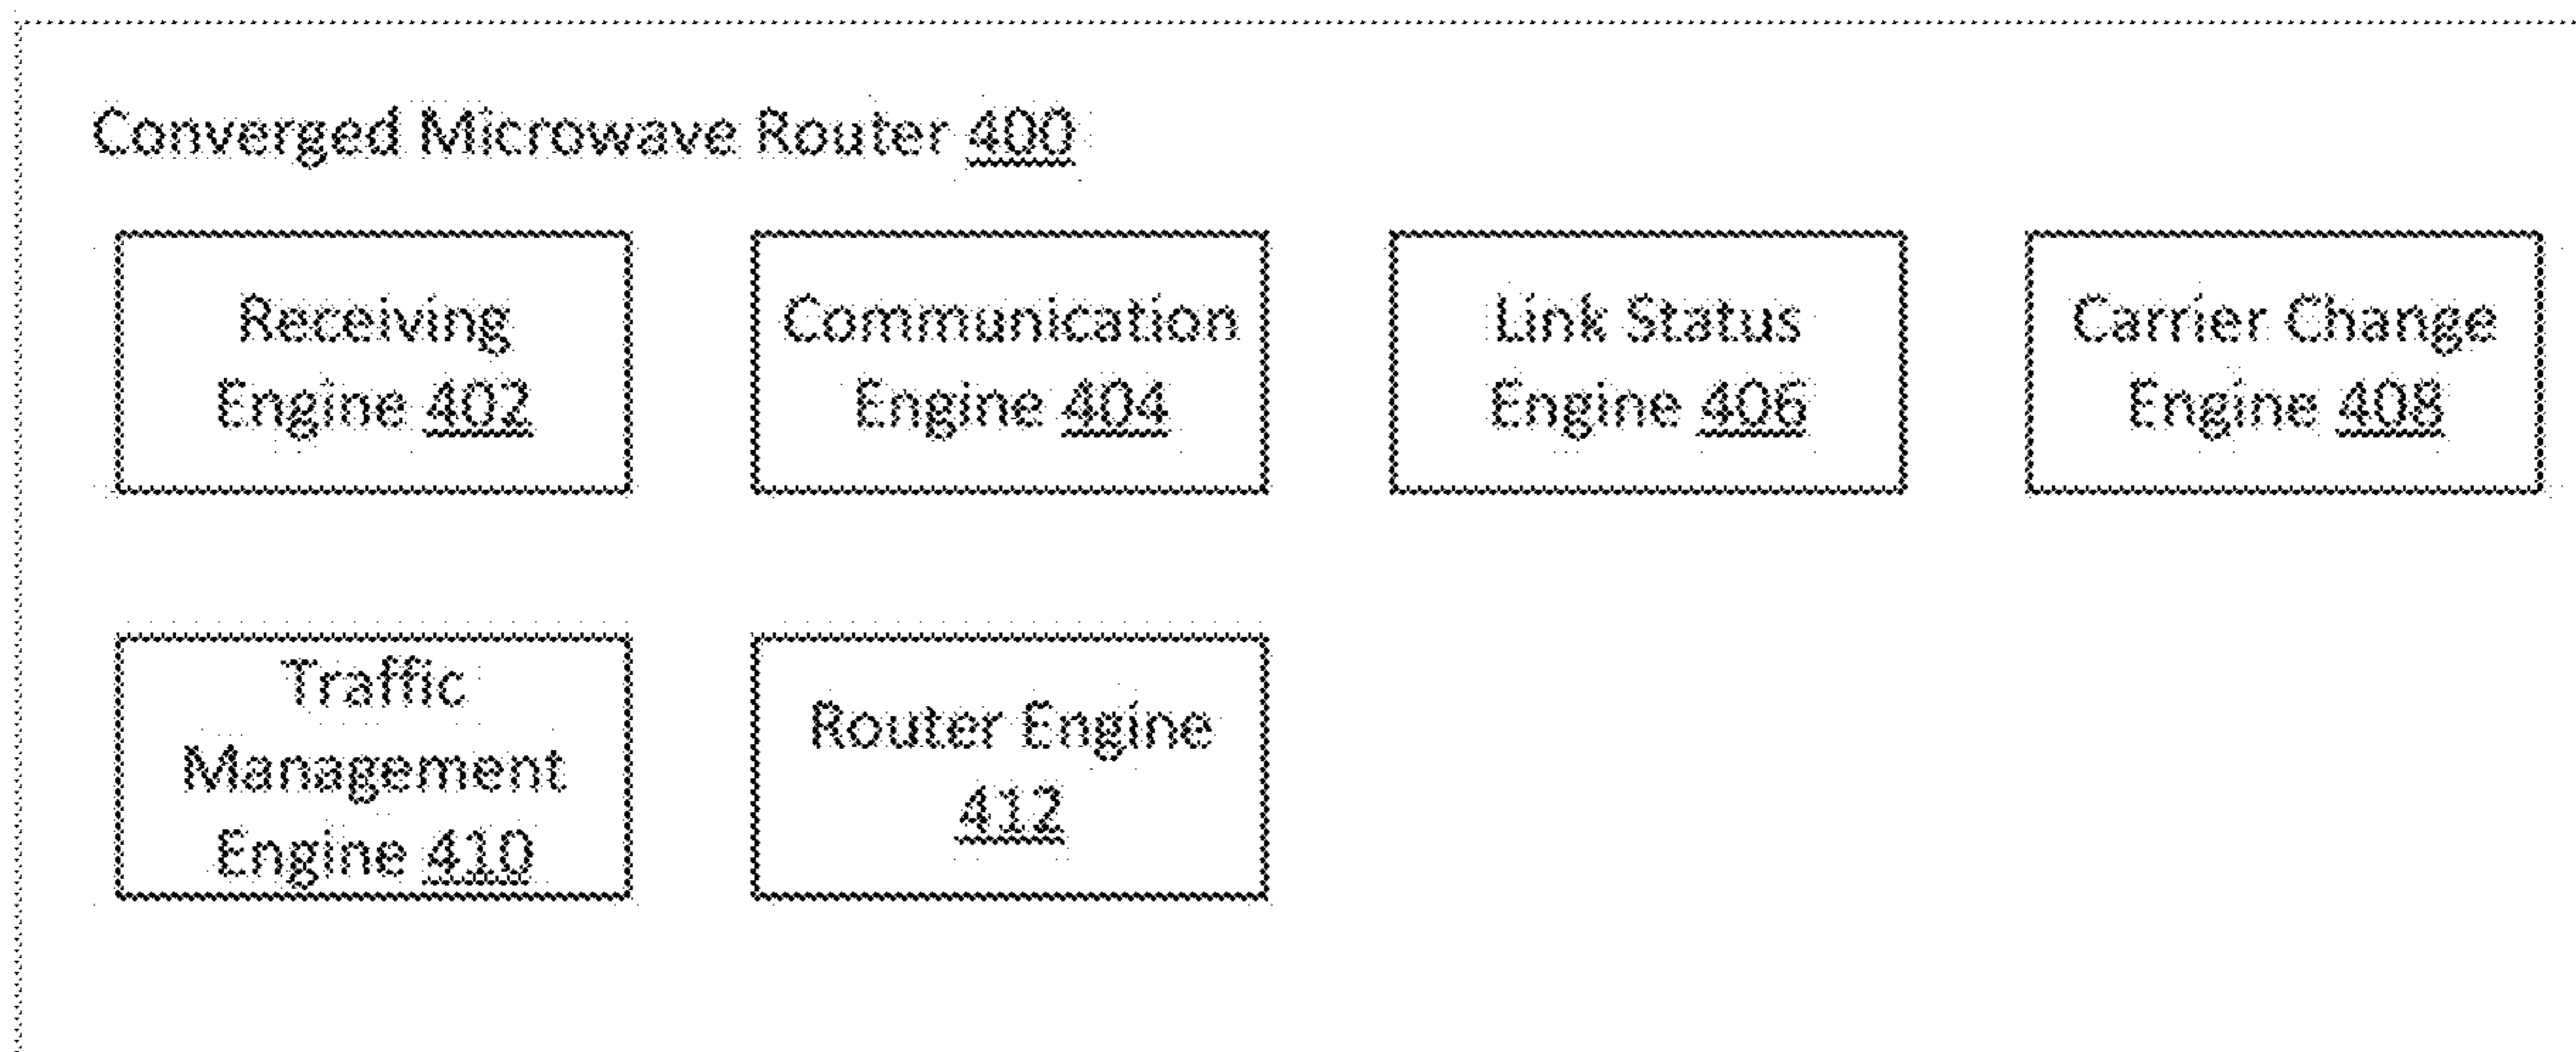 Converged Microwave Router 400
Receiving
Engine 402
Communication
Engine 404
Link Status
Engine 406
Carrier Change
Engine 408
Traffic
Management
Engine 410
Router Engine
412